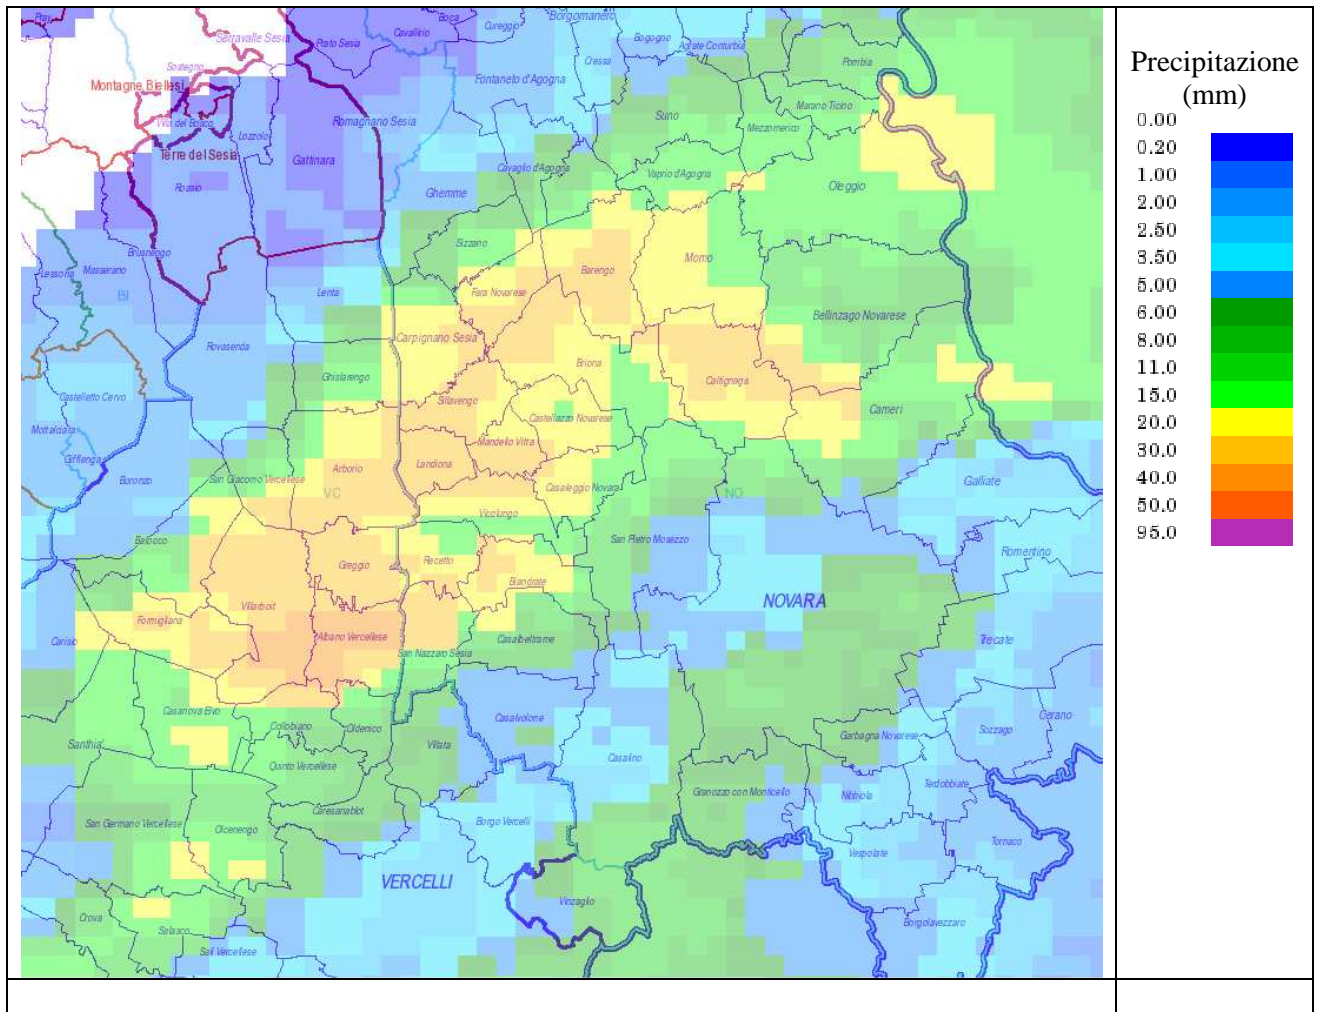 Precipitazione
(mm)
0.00
0.20
1.00
2.00
2.50
3.50
5.00
6.00
8.00
11.0
15.0
20.0
30.0
40.0
50.0
95.0
Pray
Serravalle Sesia
Prato Sesia
Cavallirio
Boca
Cureggio
Borgomanero
Bogogno
Agrate Conturbia
Cressa
Pombia
Sostegno
Montagne Biellesi
Fontaneto d'Agogna
Marano Ticino
Villa del Bosco
Lozzolo
Romagnano Sesia
Suno
Mezzomerico
Terre del Sesia
Gattinara
Cavaglio d'Agogna
Vaprio d'Agogna
Oleggio
Roasio
Ghemme
Brusnengo
Sizzano
Momo
Lessona
Masserano
Barengo
BI
Lenta
Fara Novarese
Bellinzago Novarese
Rovasenda
Carpignano Sesia
Briona
Ghislarengo
Caltignaga
Castelletto Cervo
Sillavengo
Castellazzo Novarese
Cameri
Mottalciata
Mandello Vitta
Gifflenga
Arborio
Landiona
Buronzo
San Giacomo Vercellese
Casaleggio Novara
Galliate
VC
NO
Vicolungo
Balocco
San Pietro Mosezzo
Romentino
Greggio
Recetto
Biandrate
Villarboit
NOVARA
Formigliana
Albano Vercellese
Casalbeltrame
Trecate
Carisio
San Nazzaro Sesia
Casanova Elvo
Collobiano
Oldenico
Casalvolone
Cerano
Santhia'
Villata
Garbagna Novarese
Sozzago
Quinto Vercellese
Casalino
Terdobbiate
Granozzo con Monticello
Nibbiola
Caresanablot
San Germano Vercellese
Olcenengo
Borgo Vercelli
Tornaco
Vespolate
VERCELLI
Vinzaglio
Crova
Borgolavezzaro
Salasco
Sali Vercellese